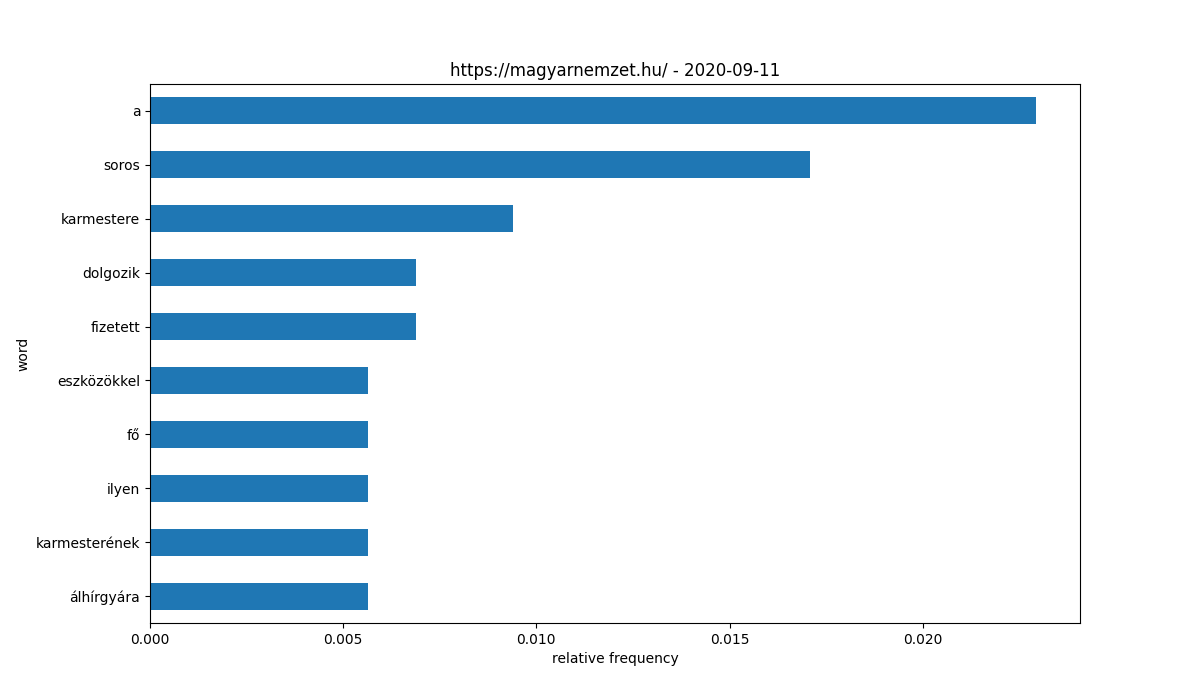 https://magyarnemzet.hu/ - 2020-09-11
a
soros
karmestere
dolgozik
fizetett
eszközökkel
fő
ilyen
karmesterének
álhírgyára
word
0.000 0.005 0.010 0.015 0.020
relative frequency